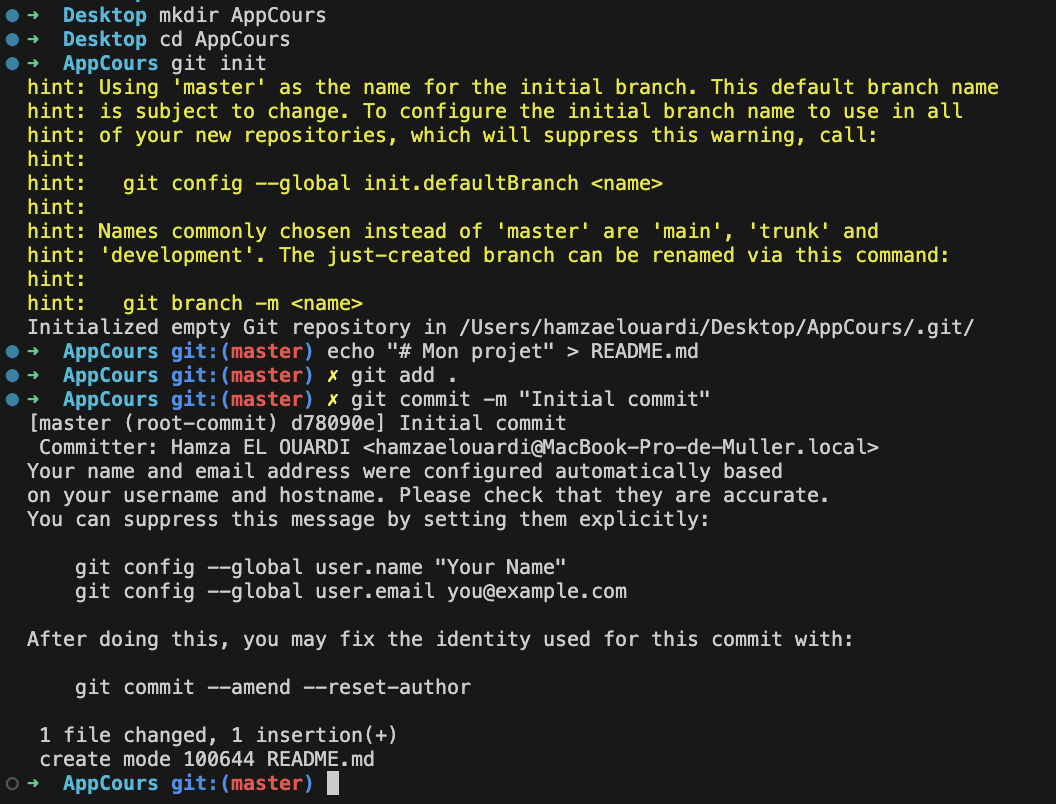 ➜  Desktop mkdir AppCours
➜  Desktop cd AppCours
➜  AppCours git init
hint: Using 'master' as the name for the initial branch. This default branch name
hint: is subject to change. To configure the initial branch name to use in all
hint: of your new repositories, which will suppress this warning, call:
hint:
hint:   git config --global init.defaultBranch <name>
hint:
hint: Names commonly chosen instead of 'master' are 'main', 'trunk' and
hint: 'development'. The just-created branch can be renamed via this command:
hint:
hint:   git branch -m <name>
Initialized empty Git repository in /Users/hamzaelouardi/Desktop/AppCours/.git/
➜  AppCours git:(master) echo "# Mon projet" > README.md
➜  AppCours git:(master) ✗ git add .
➜  AppCours git:(master) ✗ git commit -m "Initial commit"
[master (root-commit) d78090e] Initial commit
 Committer: Hamza EL OUARDI <hamzaelouardi@MacBook-Pro-de-Muller.local>
Your name and email address were configured automatically based
on your username and hostname. Please check that they are accurate.
You can suppress this message by setting them explicitly:

    git config --global user.name "Your Name"
    git config --global user.email you@example.com

After doing this, you may fix the identity used for this commit with:

    git commit --amend --reset-author

 1 file changed, 1 insertion(+)
 create mode 100644 README.md
➜  AppCours git:(master)